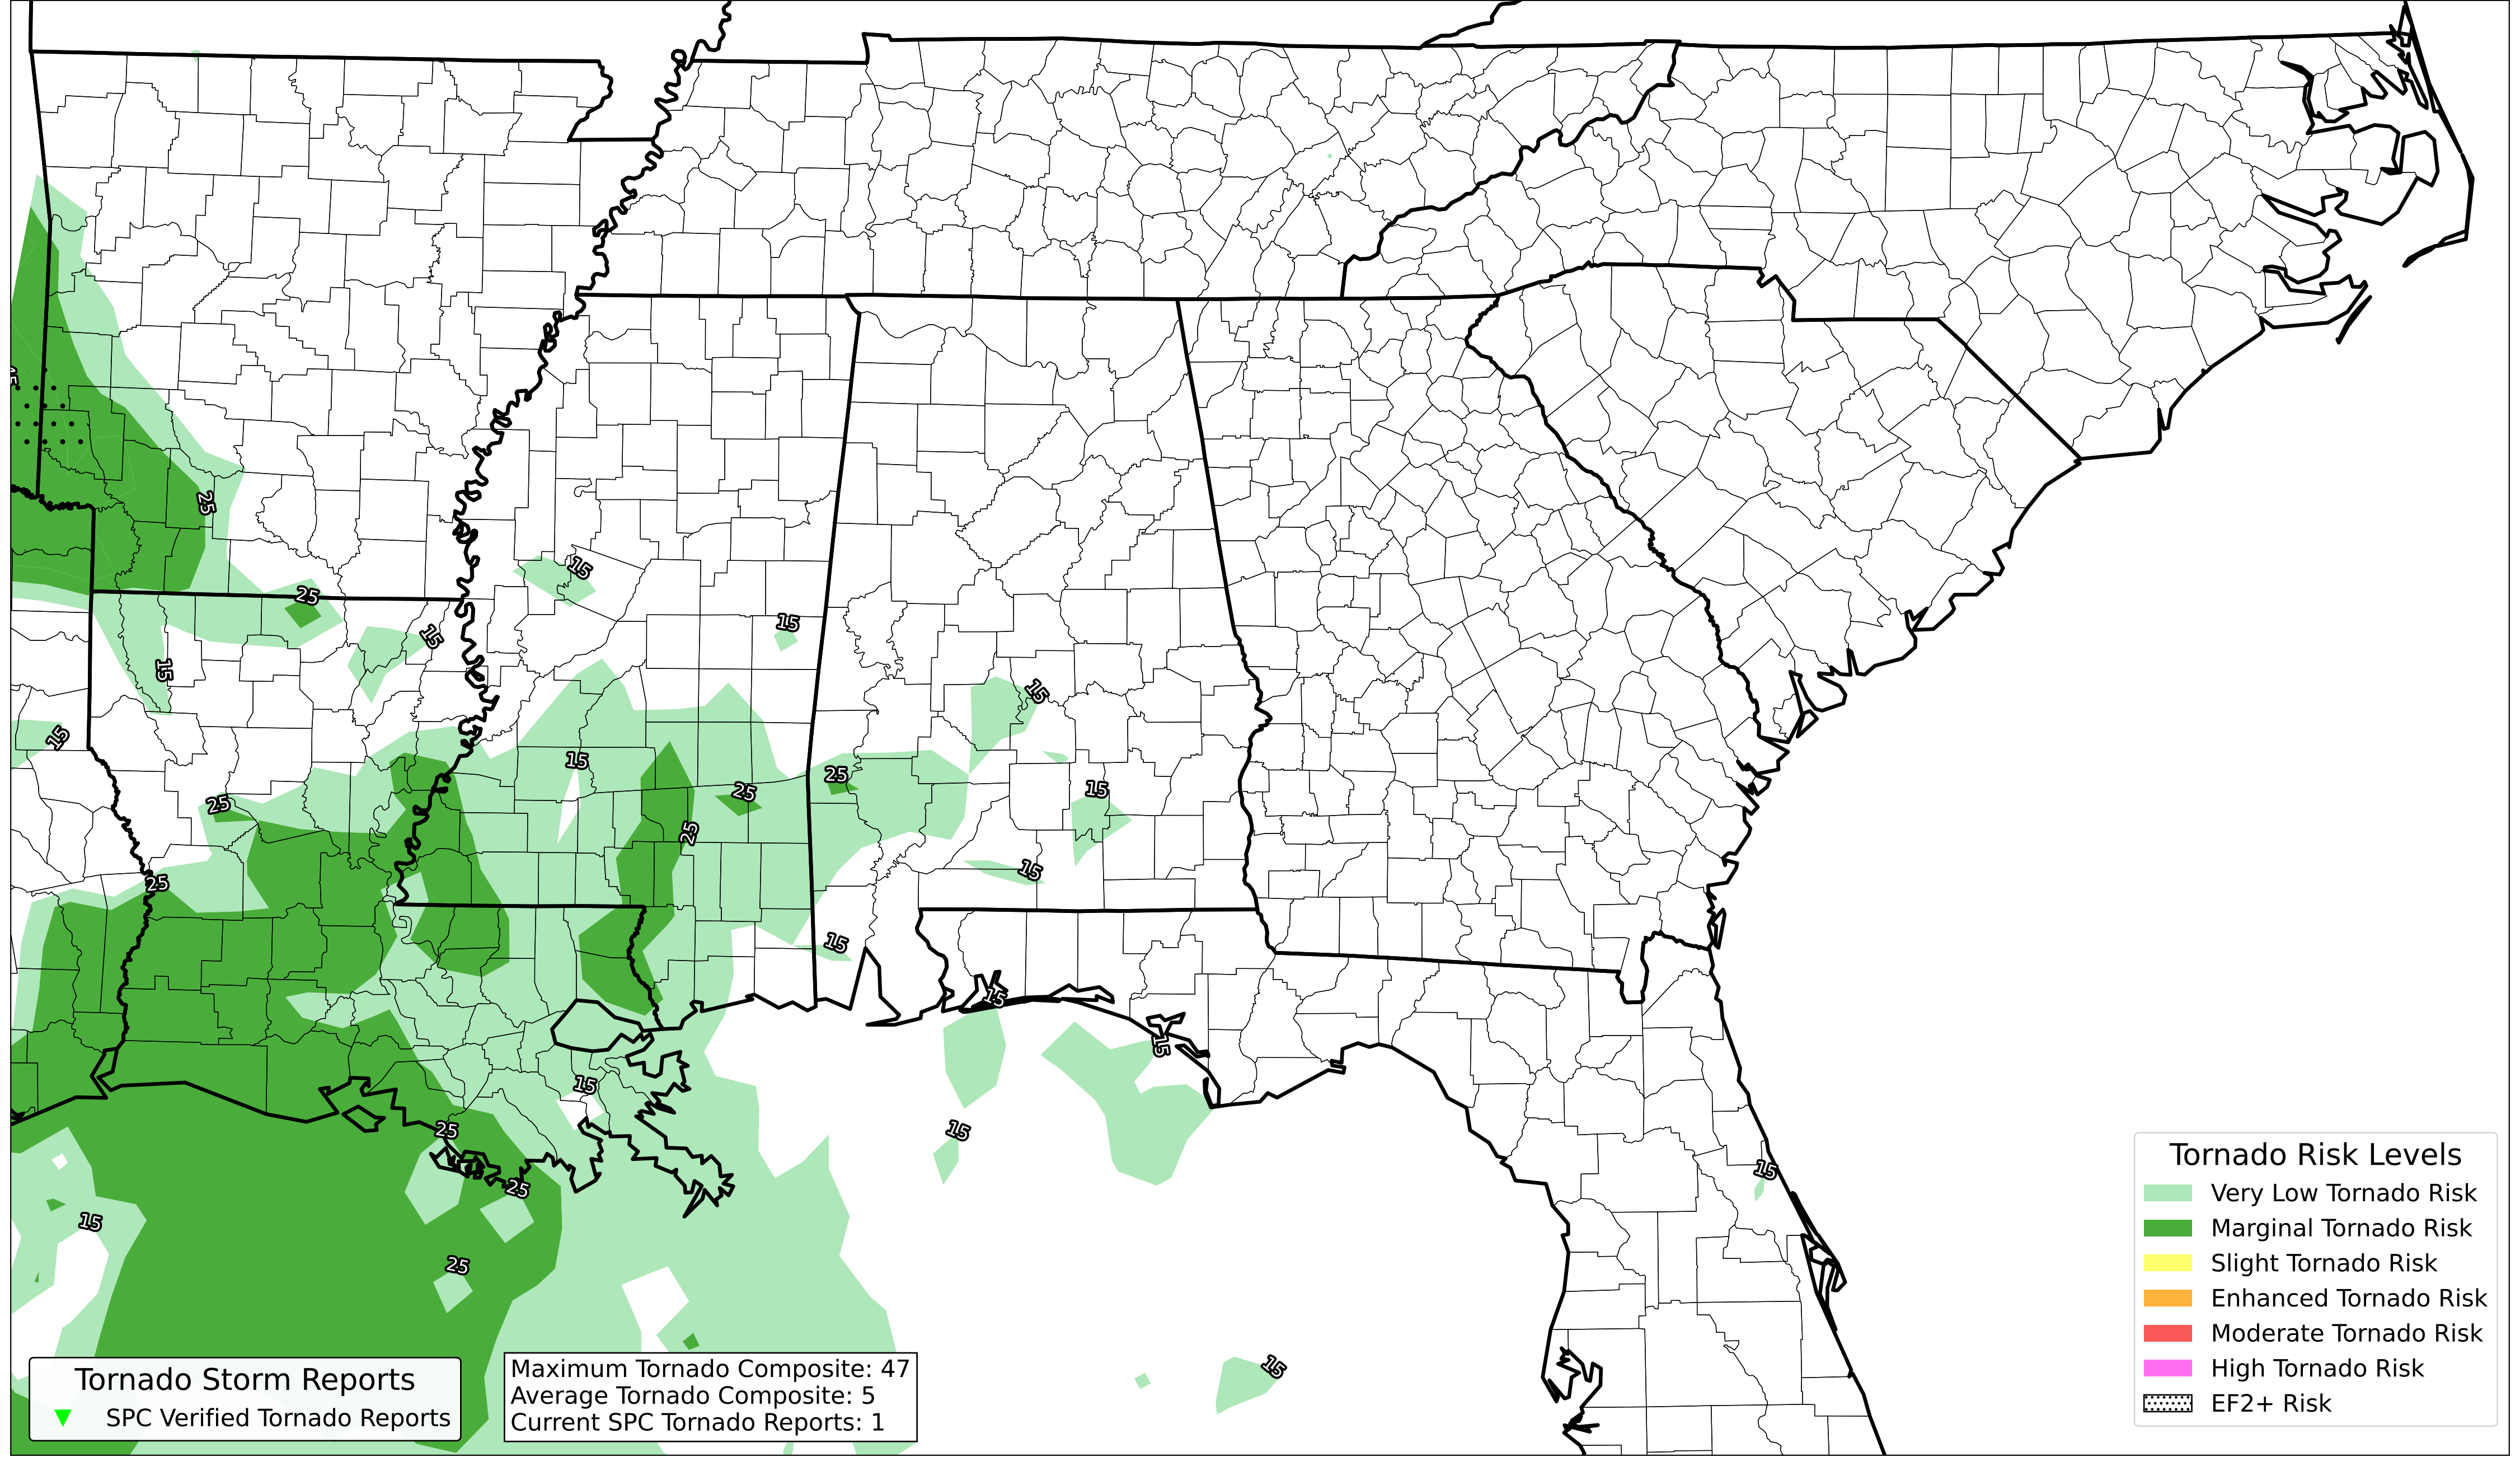 25
15
25
15
15
15
15
15
15
25
25
25
15
25
25
15
25
15
15
15
15
25
15
15
25
15
25
15
Tornado Risk Levels
Very Low Tornado Risk
Marginal Tornado Risk
Slight Tornado Risk
Enhanced Tornado Risk
Moderate Tornado Risk
High Tornado Risk
EF2+ Risk
Tornado Storm Reports
SPC Verified Tornado Reports
Maximum Tornado Composite: 47
Average Tornado Composite: 5
Current SPC Tornado Reports: 1